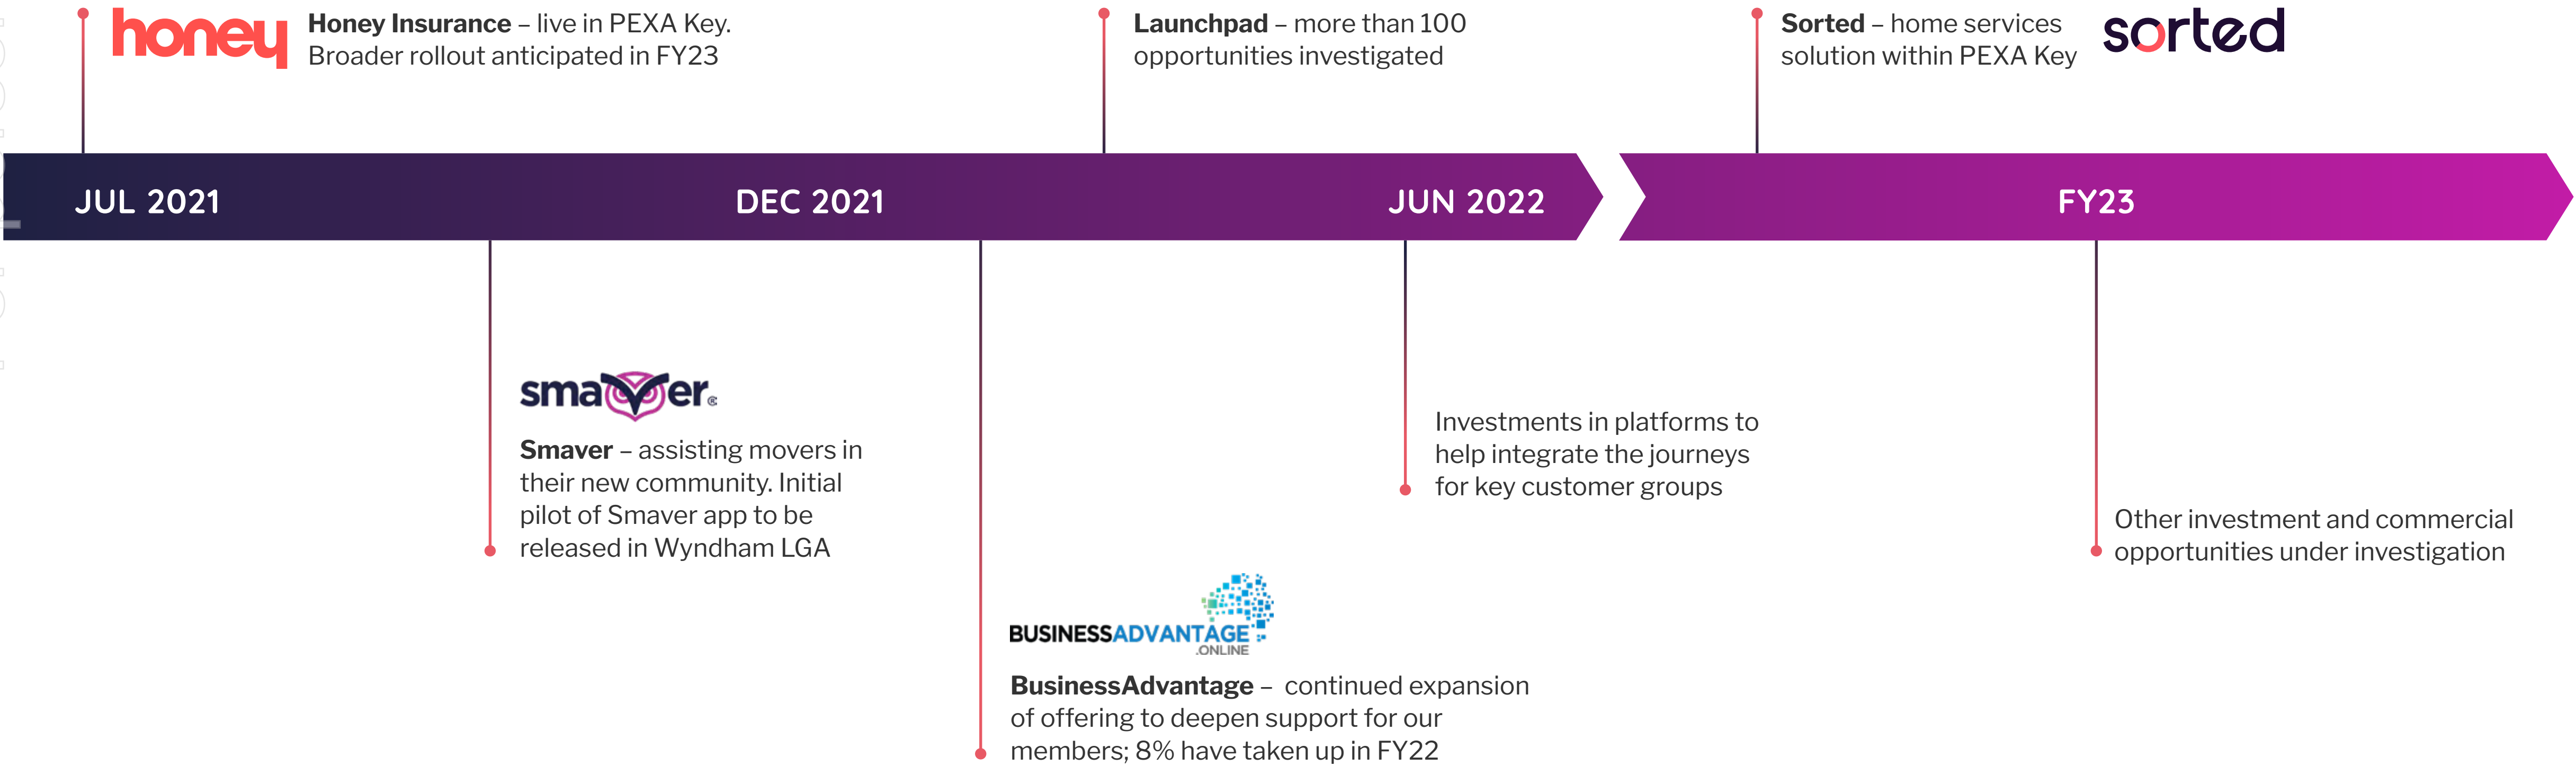 honey
Honey Insurance – live in PEXA Key.
Broader rollout anticipated in FY23
Launchpad – more than 100
opportunities investigated
Sorted – home services
solution within PEXA Key
sorted
JUL 2021
DEC 2021
JUN 2022
FY23
smaver®
Smaver – assisting movers in
their new community. Initial
pilot of Smaver app to be
released in Wyndham LGA
BUSINESSADVANTAGE
.ONLINE
BusinessAdvantage – continued expansion
of offering to deepen support for our
members; 8% have taken up in FY22
Investments in platforms to
help integrate the journeys
for key customer groups
Other investment and commercial
opportunities under investigation